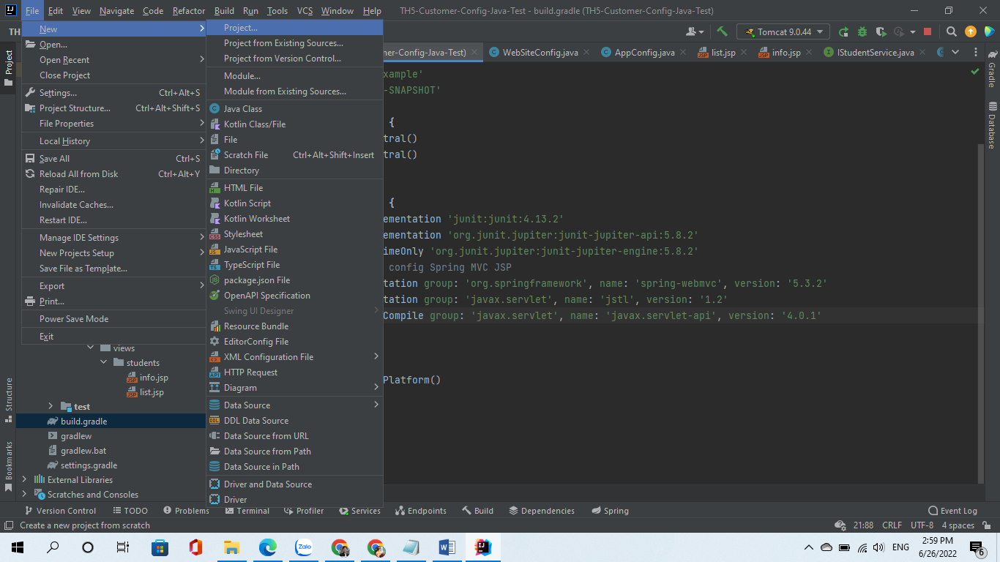 File Edit View Navigate Code Refactor Build Run Tools VCS Window Help TH5-Customer-Config-Java-Test - build.gradle (TH5-Customer-Config-Java-Test)
TH
Tomcat 9.0.44
mer-Config-Java-Test) WebSiteConfig.java AppConfig.java list.jsp info.jsp IStudentService.java
Project
Structure
Bookmarks
New
Open...
Open Recent
Close Project
Settings... Ctrl+Alt+S
Project Structure... Ctrl+Alt+Shift+S
File Properties
Local History
Save All Ctrl+S
Reload All from Disk Ctrl+Alt+Y
Repair IDE...
Invalidate Caches...
Restart IDE...
Manage IDE Settings
New Projects Setup
Save File as Template...
Export
Print...
Power Save Mode
Exit
Project...
Project from Existing Sources...
Project from Version Control...
Module...
Module from Existing Sources...
Java Class
Kotlin Class/File
File
Scratch File Ctrl+Alt+Shift+Insert
Directory
HTML File
Kotlin Script
Kotlin Worksheet
Stylesheet
JavaScript File
TypeScript File
package.json File
OpenAPI Specification
Swing UI Designer
Resource Bundle
EditorConfig File
XML Configuration File
HTTP Request
Diagram
Data Source
DDL Data Source
Data Source from URL
Data Source from Path
Data Source in Path
Driver and Data Source
Driver
views
students
info.jsp
list.jsp
test
build.gradle
gradlew
gradlew.bat
settings.gradle
External Libraries
Scratches and Consoles
xample'
-SNAPSHOT'
{
tral()
tral()
{
ementation 'junit:junit:4.13.2'
ementation 'org.junit.jupiter:junit-jupiter-api:5.8.2'
imeOnly 'org.junit.jupiter:junit-jupiter-engine:5.8.2'
config Spring MVC JSP
tation group: 'org.springframework', name: 'spring-webmvc', version: '5.3.2'
tation group: 'javax.servlet', name: 'jstl', version: '1.2'
Compile group: 'javax.servlet', name: 'javax.servlet-api', version: '4.0.1'
Platform()
Gradle
Database
Version Control TODO Problems Terminal Profiler Services Endpoints Build Dependencies Spring Event Log
Create a new project from scratch 21:88 CRLF UTF-8 4 spaces
Zalo ENG 2:59 PM
6/26/2022 6